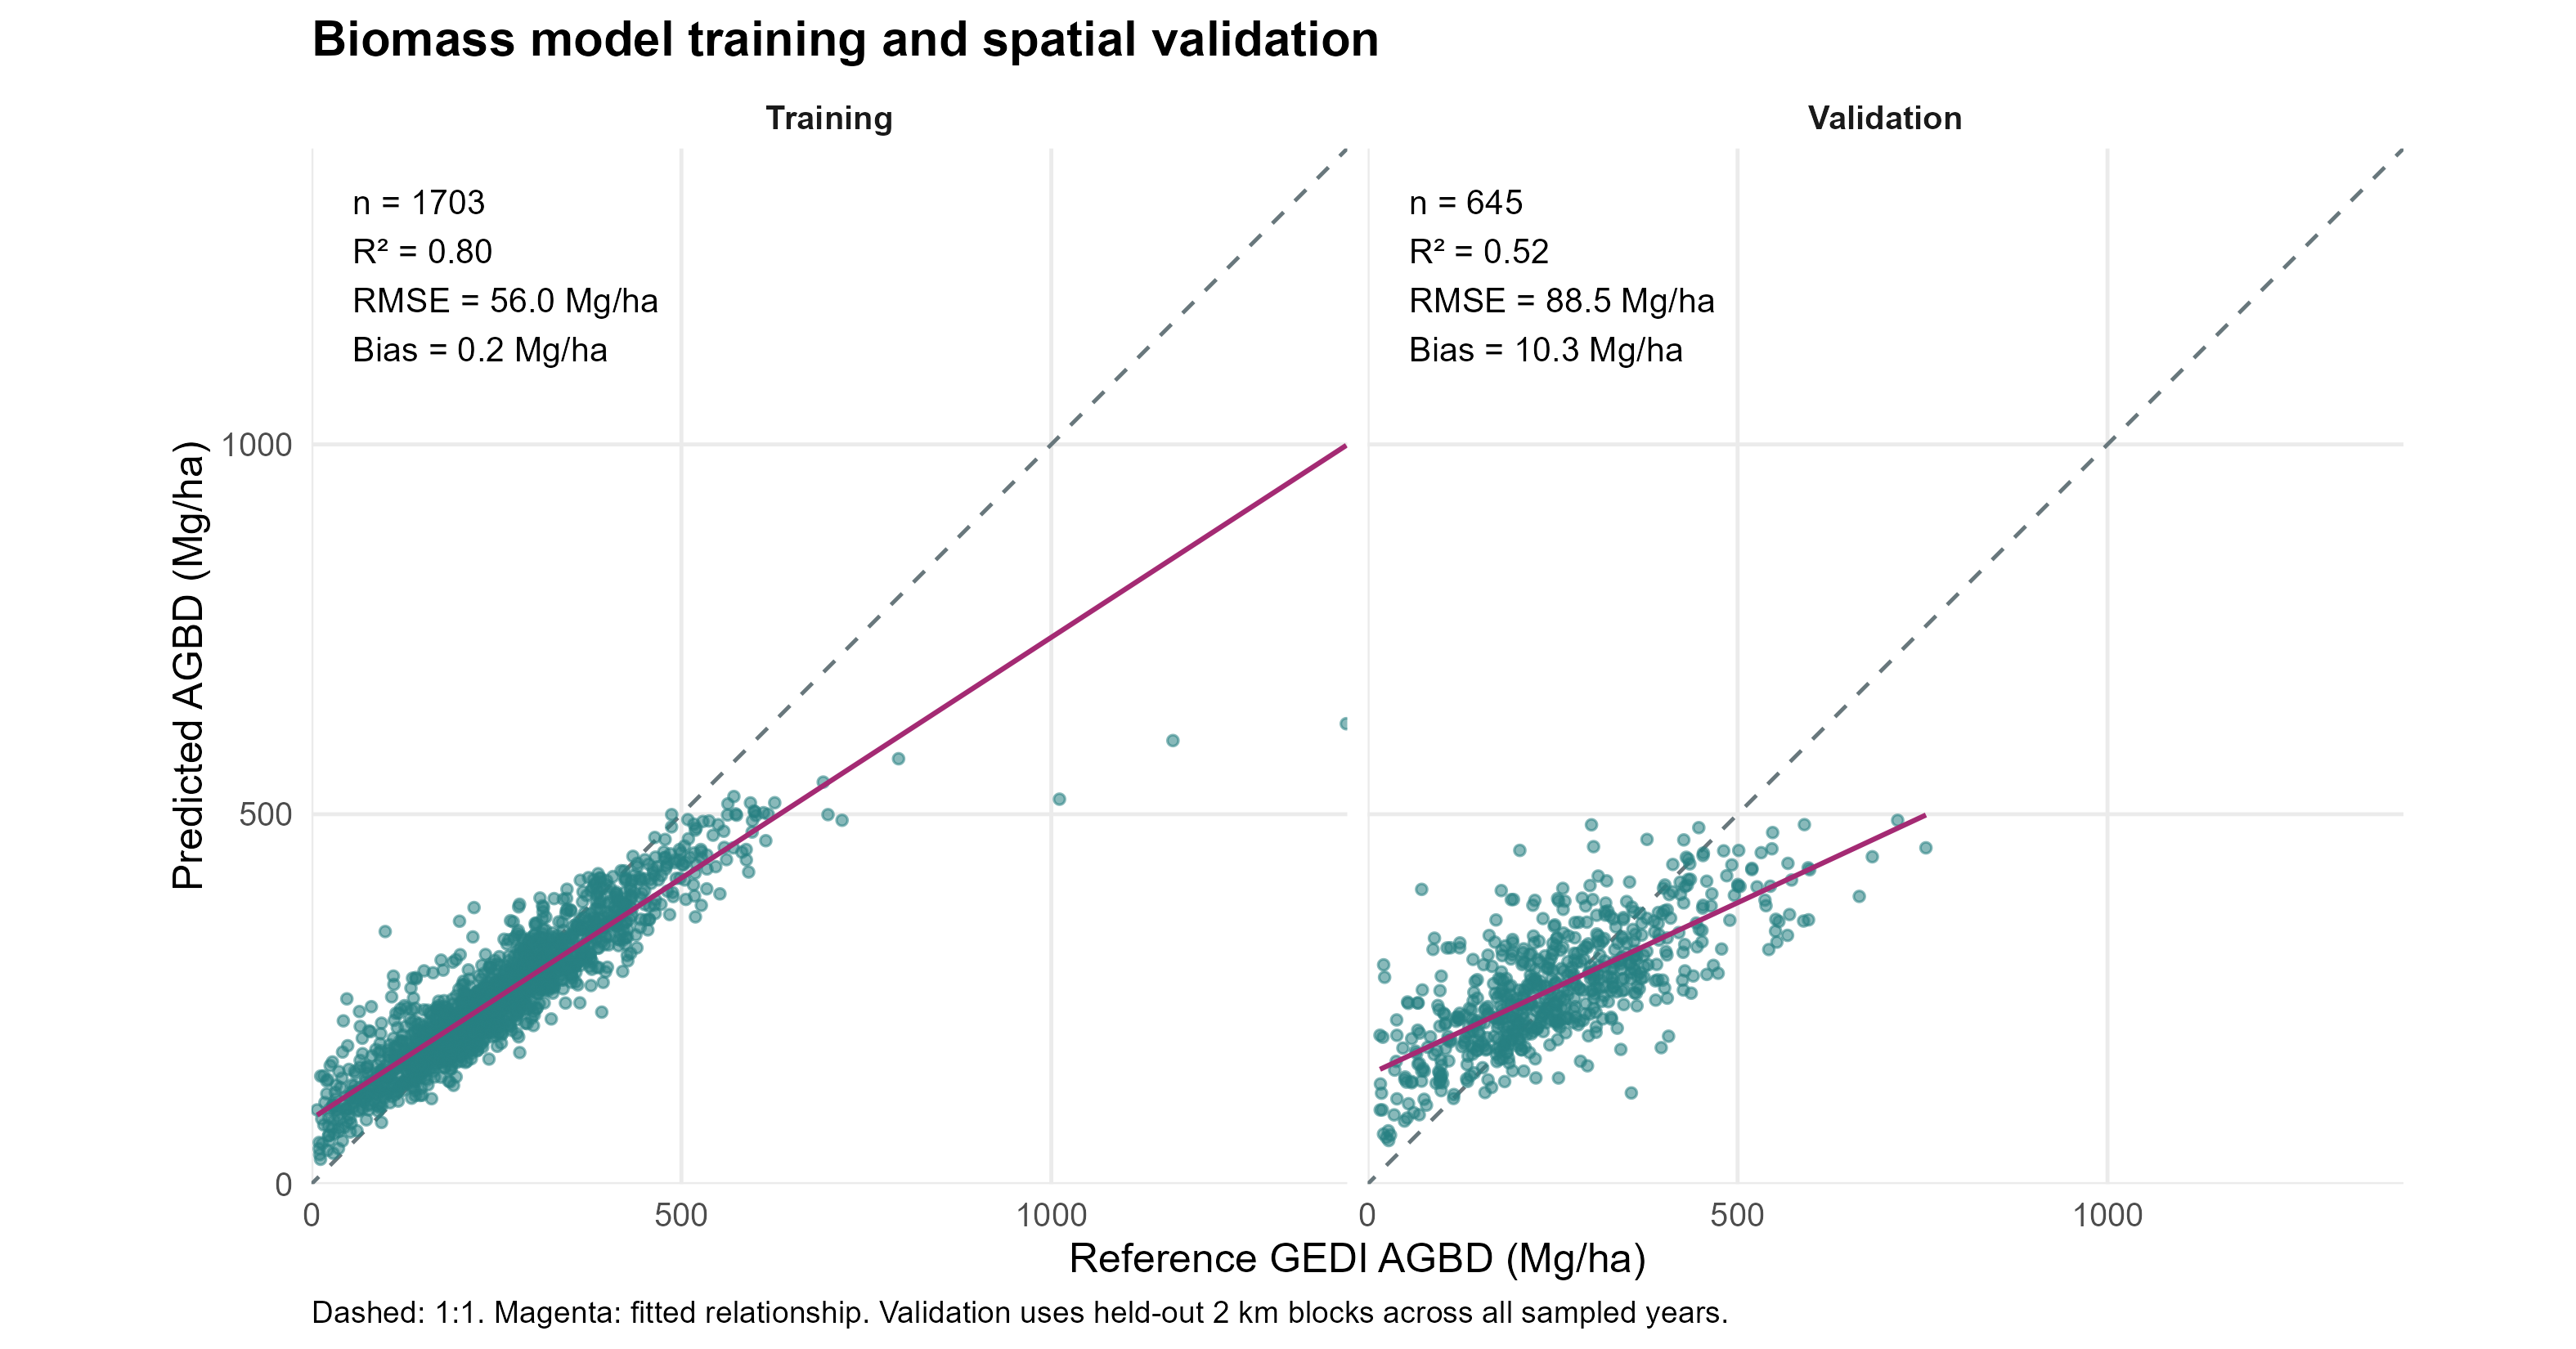 Biomass model training and spatial validation
Training
Validation
n = 1703
R² = 0.80
RMSE = 56.0 Mg/ha
Bias = 0.2 Mg/ha
n = 645
R² = 0.52
RMSE = 88.5 Mg/ha
Bias = 10.3 Mg/ha
Predicted AGBD (Mg/ha)
1000
500
0
0 500 1000
0 500 1000
Reference GEDI AGBD (Mg/ha)
Dashed: 1:1. Magenta: fitted relationship. Validation uses held-out 2 km blocks across all sampled years.